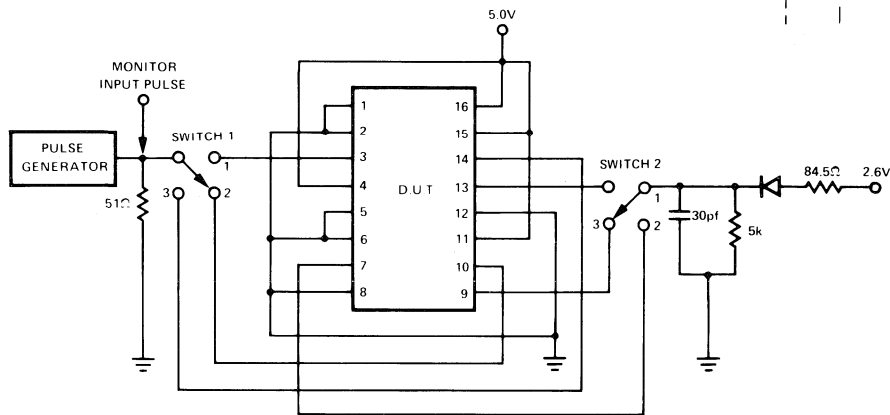 5.0V
MONITOR
INPUT PULSE
PULSE
GENERATOR
SWITCH 1
1
2
3
51Ω
1
2
3
4
5
6
7
8
D.U.T
16
15
14
13
12
11
10
9
SWITCH 2
1
2
3
30pf
5k
84.5Ω
2.6V